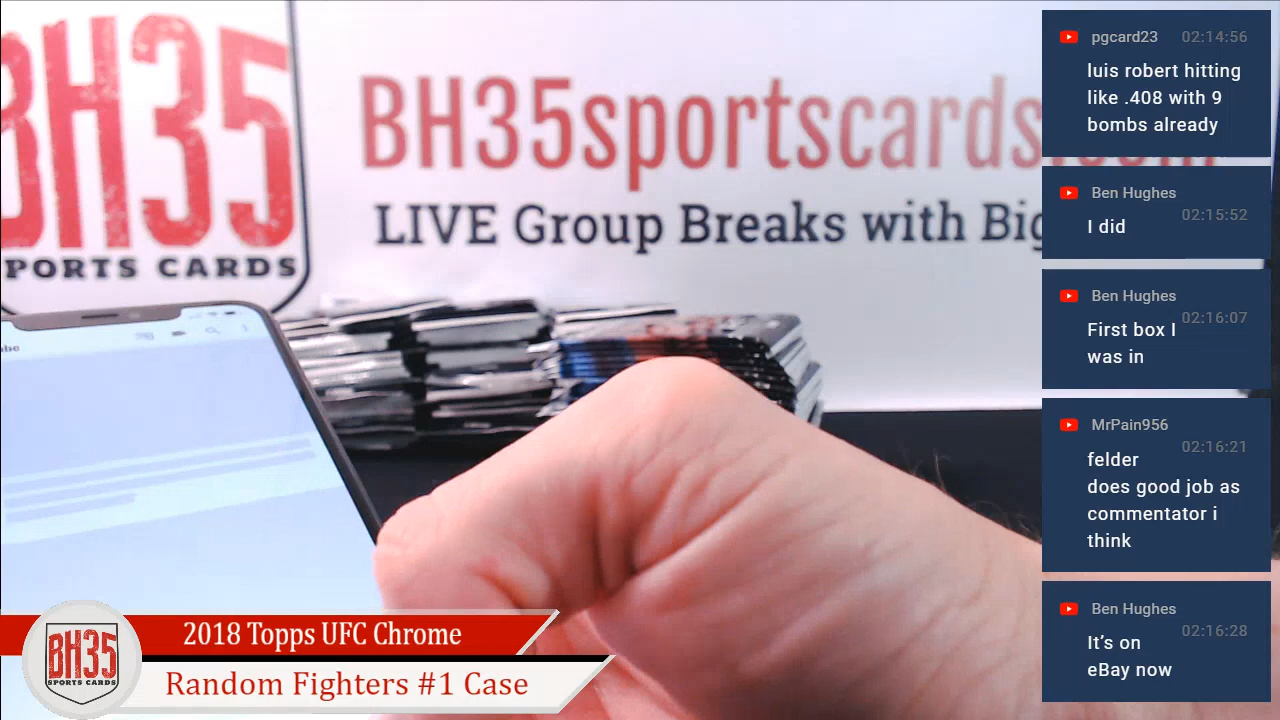 BH35
PORTS CARDS
BH35sportscards.com
LIVE Group Breaks with Big
2018 Topps UFC Chrome
Random Fighters #1 Case
BH35
SPORTS CARDS
pgcard23 02:14:56
luis robert hitting
like .408 with 9
bombs already
Ben Hughes
02:15:52
I did
Ben Hughes
02:16:07
First box I
was in
MrPain956
02:16:21
felder
does good job as
commentator i
think
Ben Hughes
02:16:28
It's on
eBay now